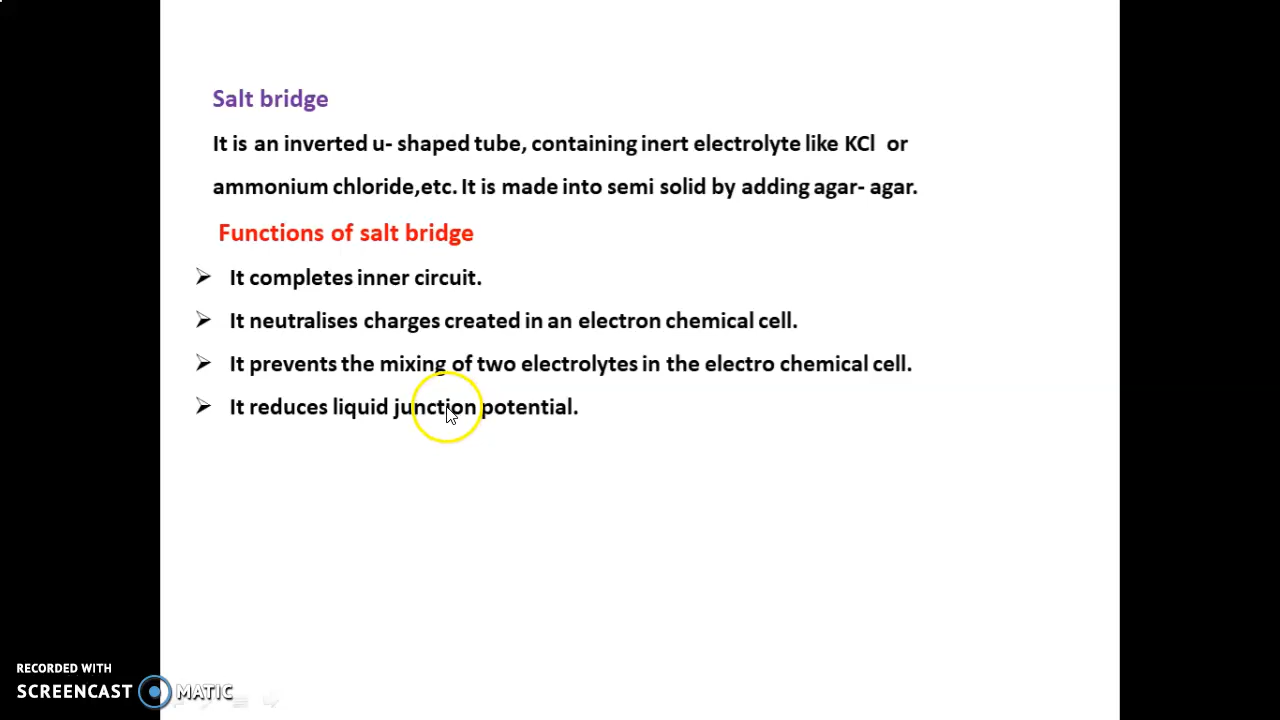 Salt bridge
It is an inverted u- shaped tube, containing inert electrolyte like KCl or
ammonium chloride,etc. It is made into semi solid by adding agar- agar.
Functions of salt bridge
It completes inner circuit.
It neutralises charges created in an electron chemical cell.
It prevents the mixing of two electrolytes in the electro chemical cell.
It reduces liquid junction potential.
RECORDED WITH
SCREENCAST MATIC